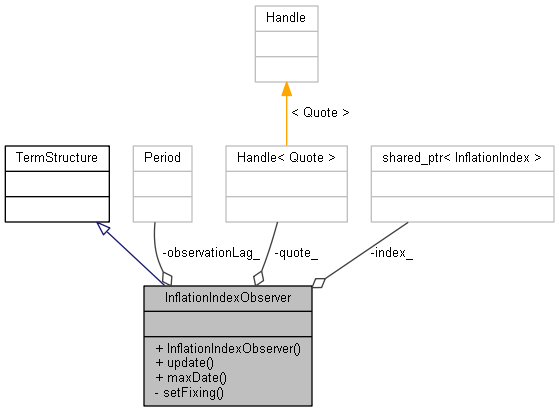 Handle
< Quote >
TermStructure
Period
Handle< Quote >
shared_ptr< InflationIndex >
-observationLag_
-quote_
-index_
InflationIndexObserver
+ InflationIndexObserver()
+ update()
+ maxDate()
- setFixing()